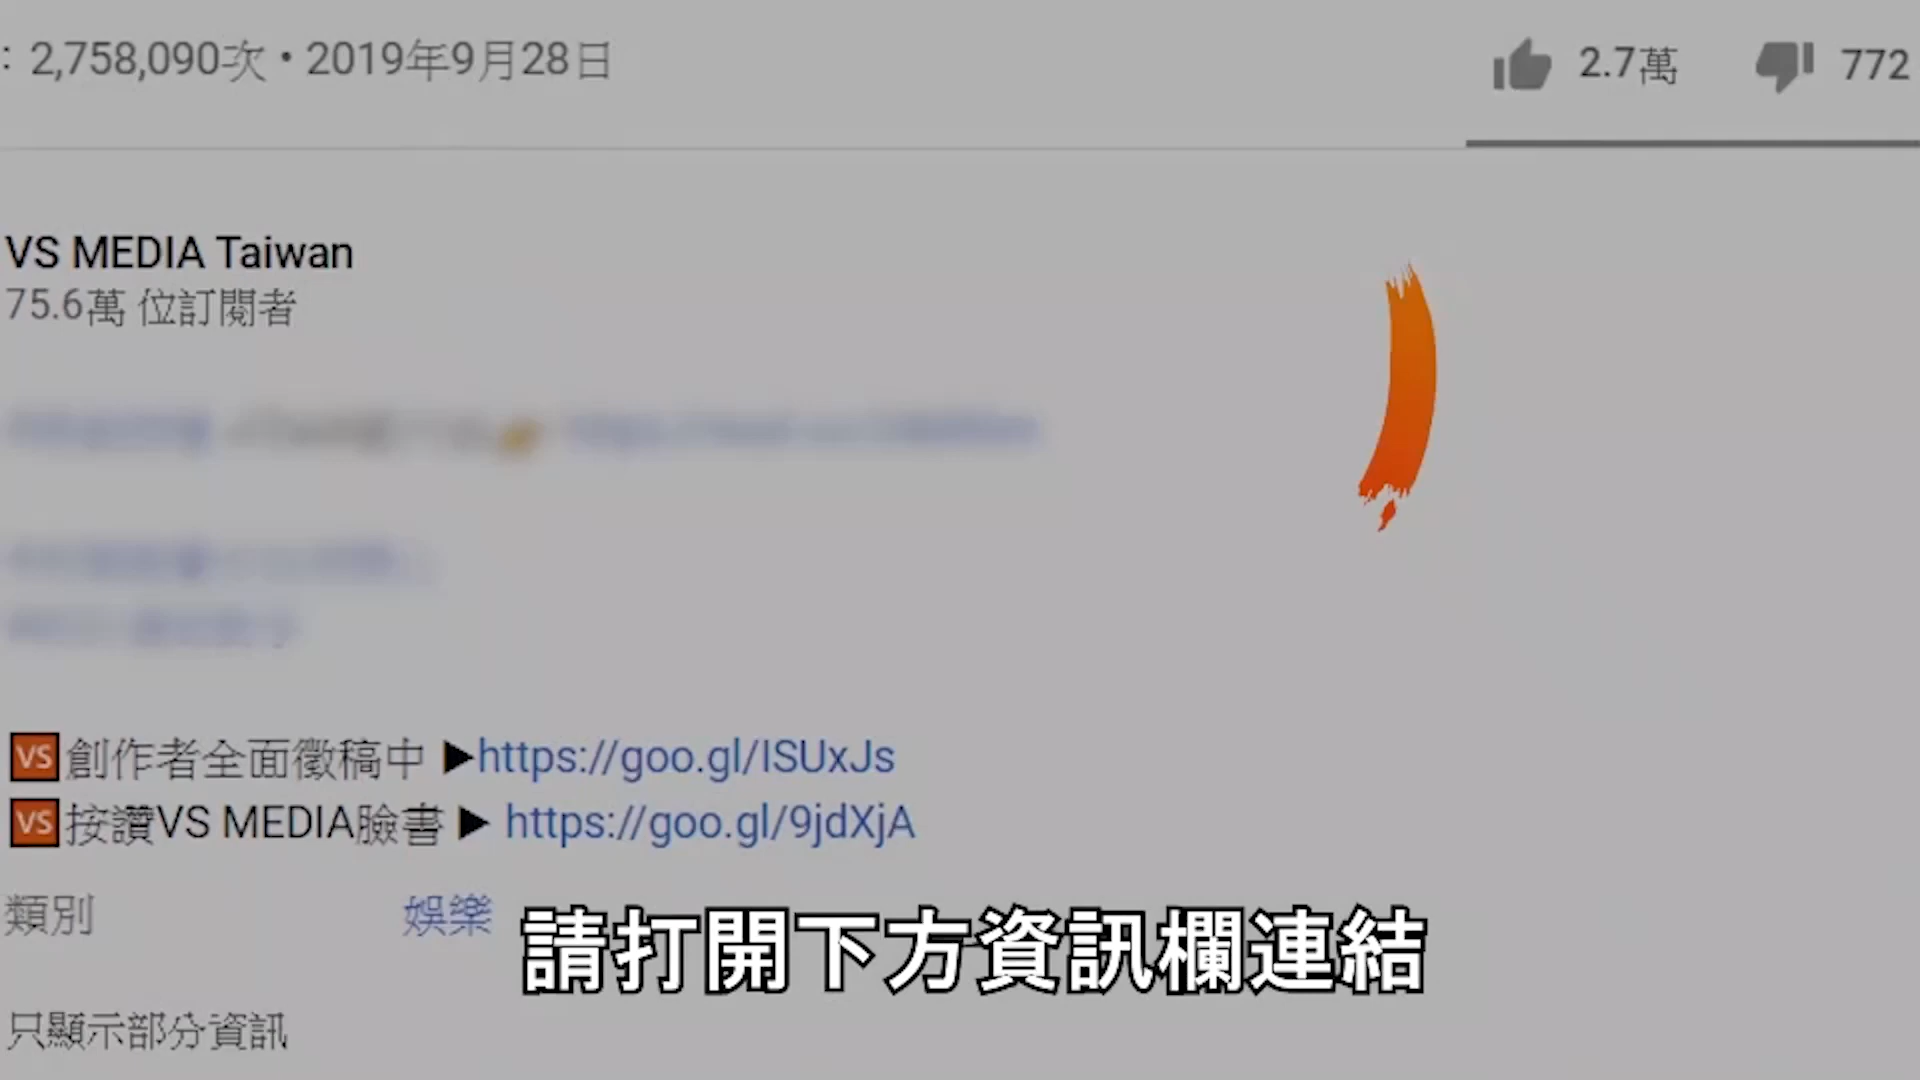 : 2,758,090次 • 2019年9月28日
2.7萬
772
VS MEDIA Taiwan
75.6萬 位訂閱者
VS 創作者全面徵稿中 ▶https://goo.gl/ISUxJs
VS 按讚VS MEDIA臉書 ▶ https://goo.gl/9jdXjA
類別 娛樂
請打開下方資訊欄連結
只顯示部分資訊